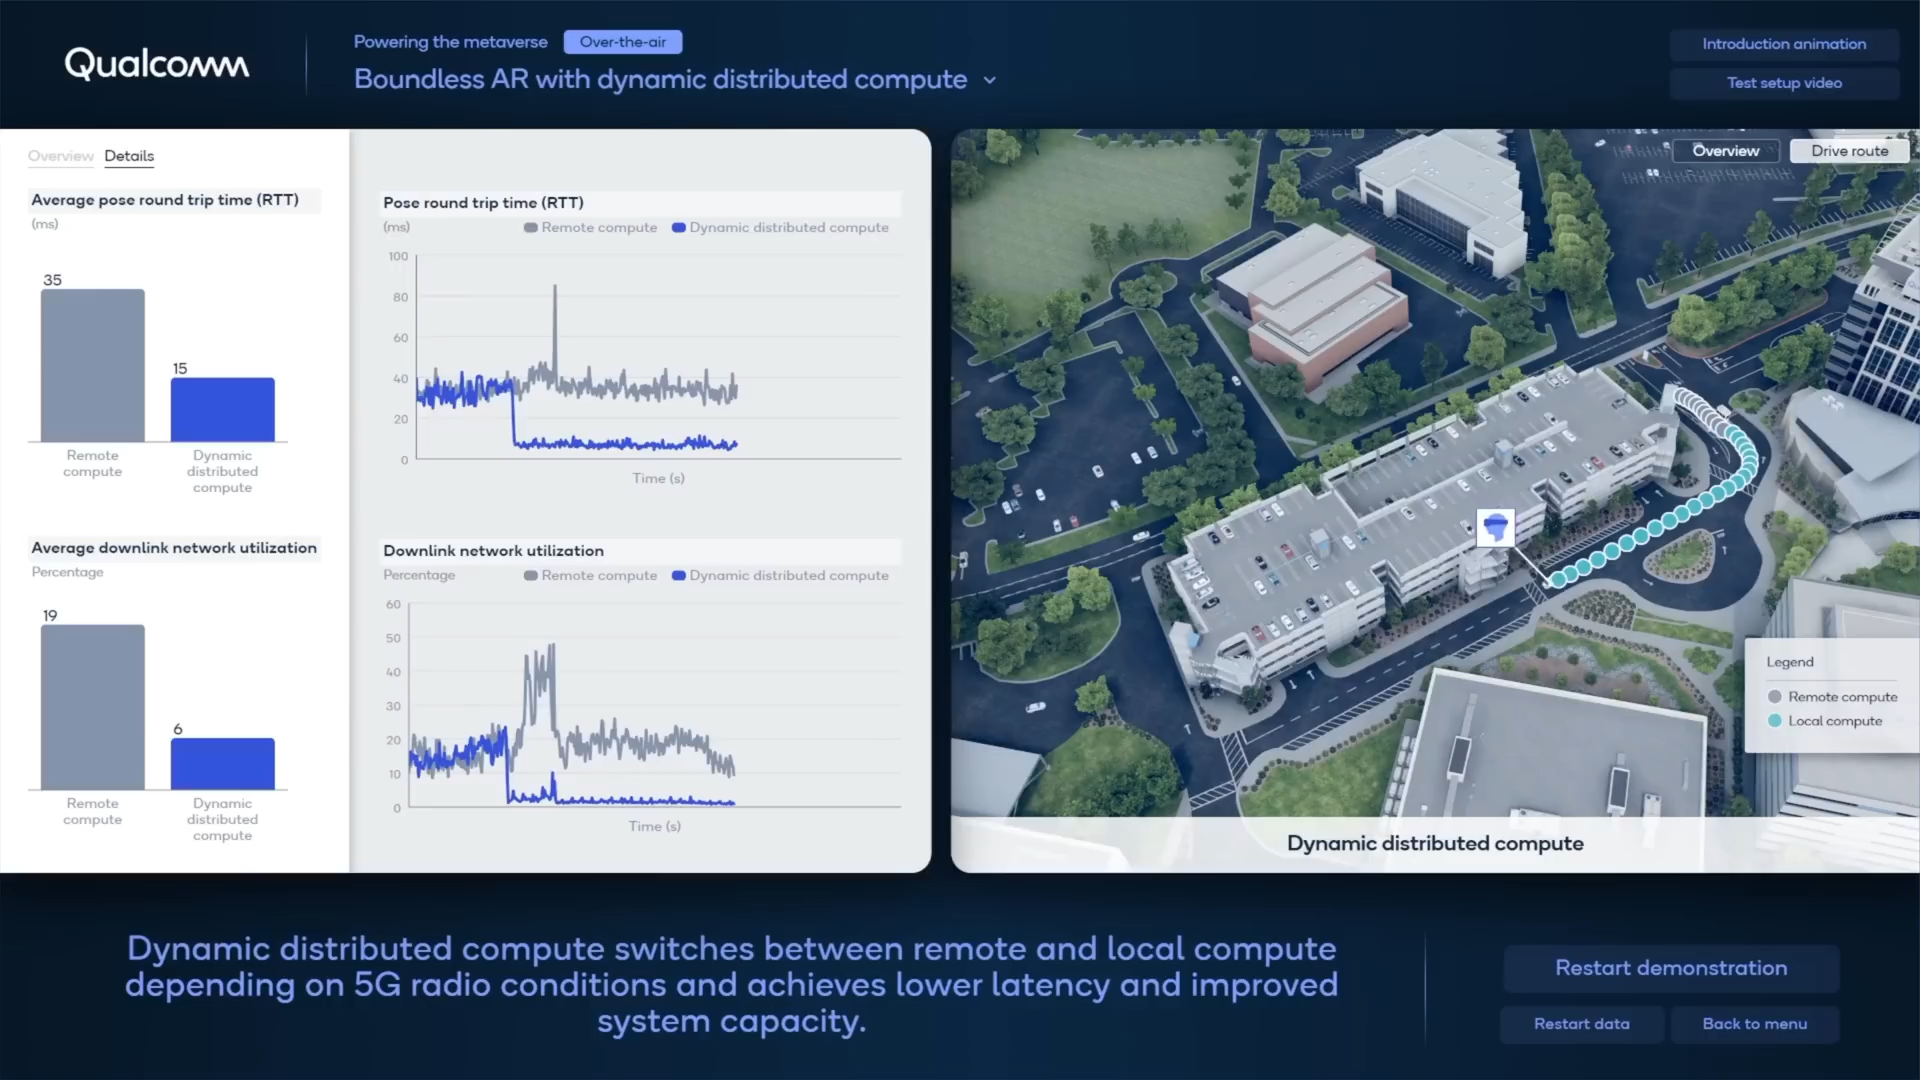 Qualcomm
Powering the metaverse
Over-the-air
Boundless AR with dynamic distributed compute
Introduction animation
Test setup video
Overview Details
Average pose round trip time (RTT)
(ms)
35
15
Remote
compute
Dynamic
distributed
compute
Average downlink network utilization
Percentage
19
6
Remote
compute
Dynamic
distributed
compute
Pose round trip time (RTT)
(ms)
Remote compute
Dynamic distributed compute
100
80
60
40
20
0
Time (s)
Downlink network utilization
Percentage
Remote compute
Dynamic distributed compute
60
50
40
30
20
10
0
Time (s)
Overview
Drive route
Legend
Remote compute
Local compute
Dynamic distributed compute
Dynamic distributed compute switches between remote and local compute
depending on 5G radio conditions and achieves lower latency and improved
system capacity.
Restart demonstration
Restart data
Back to menu